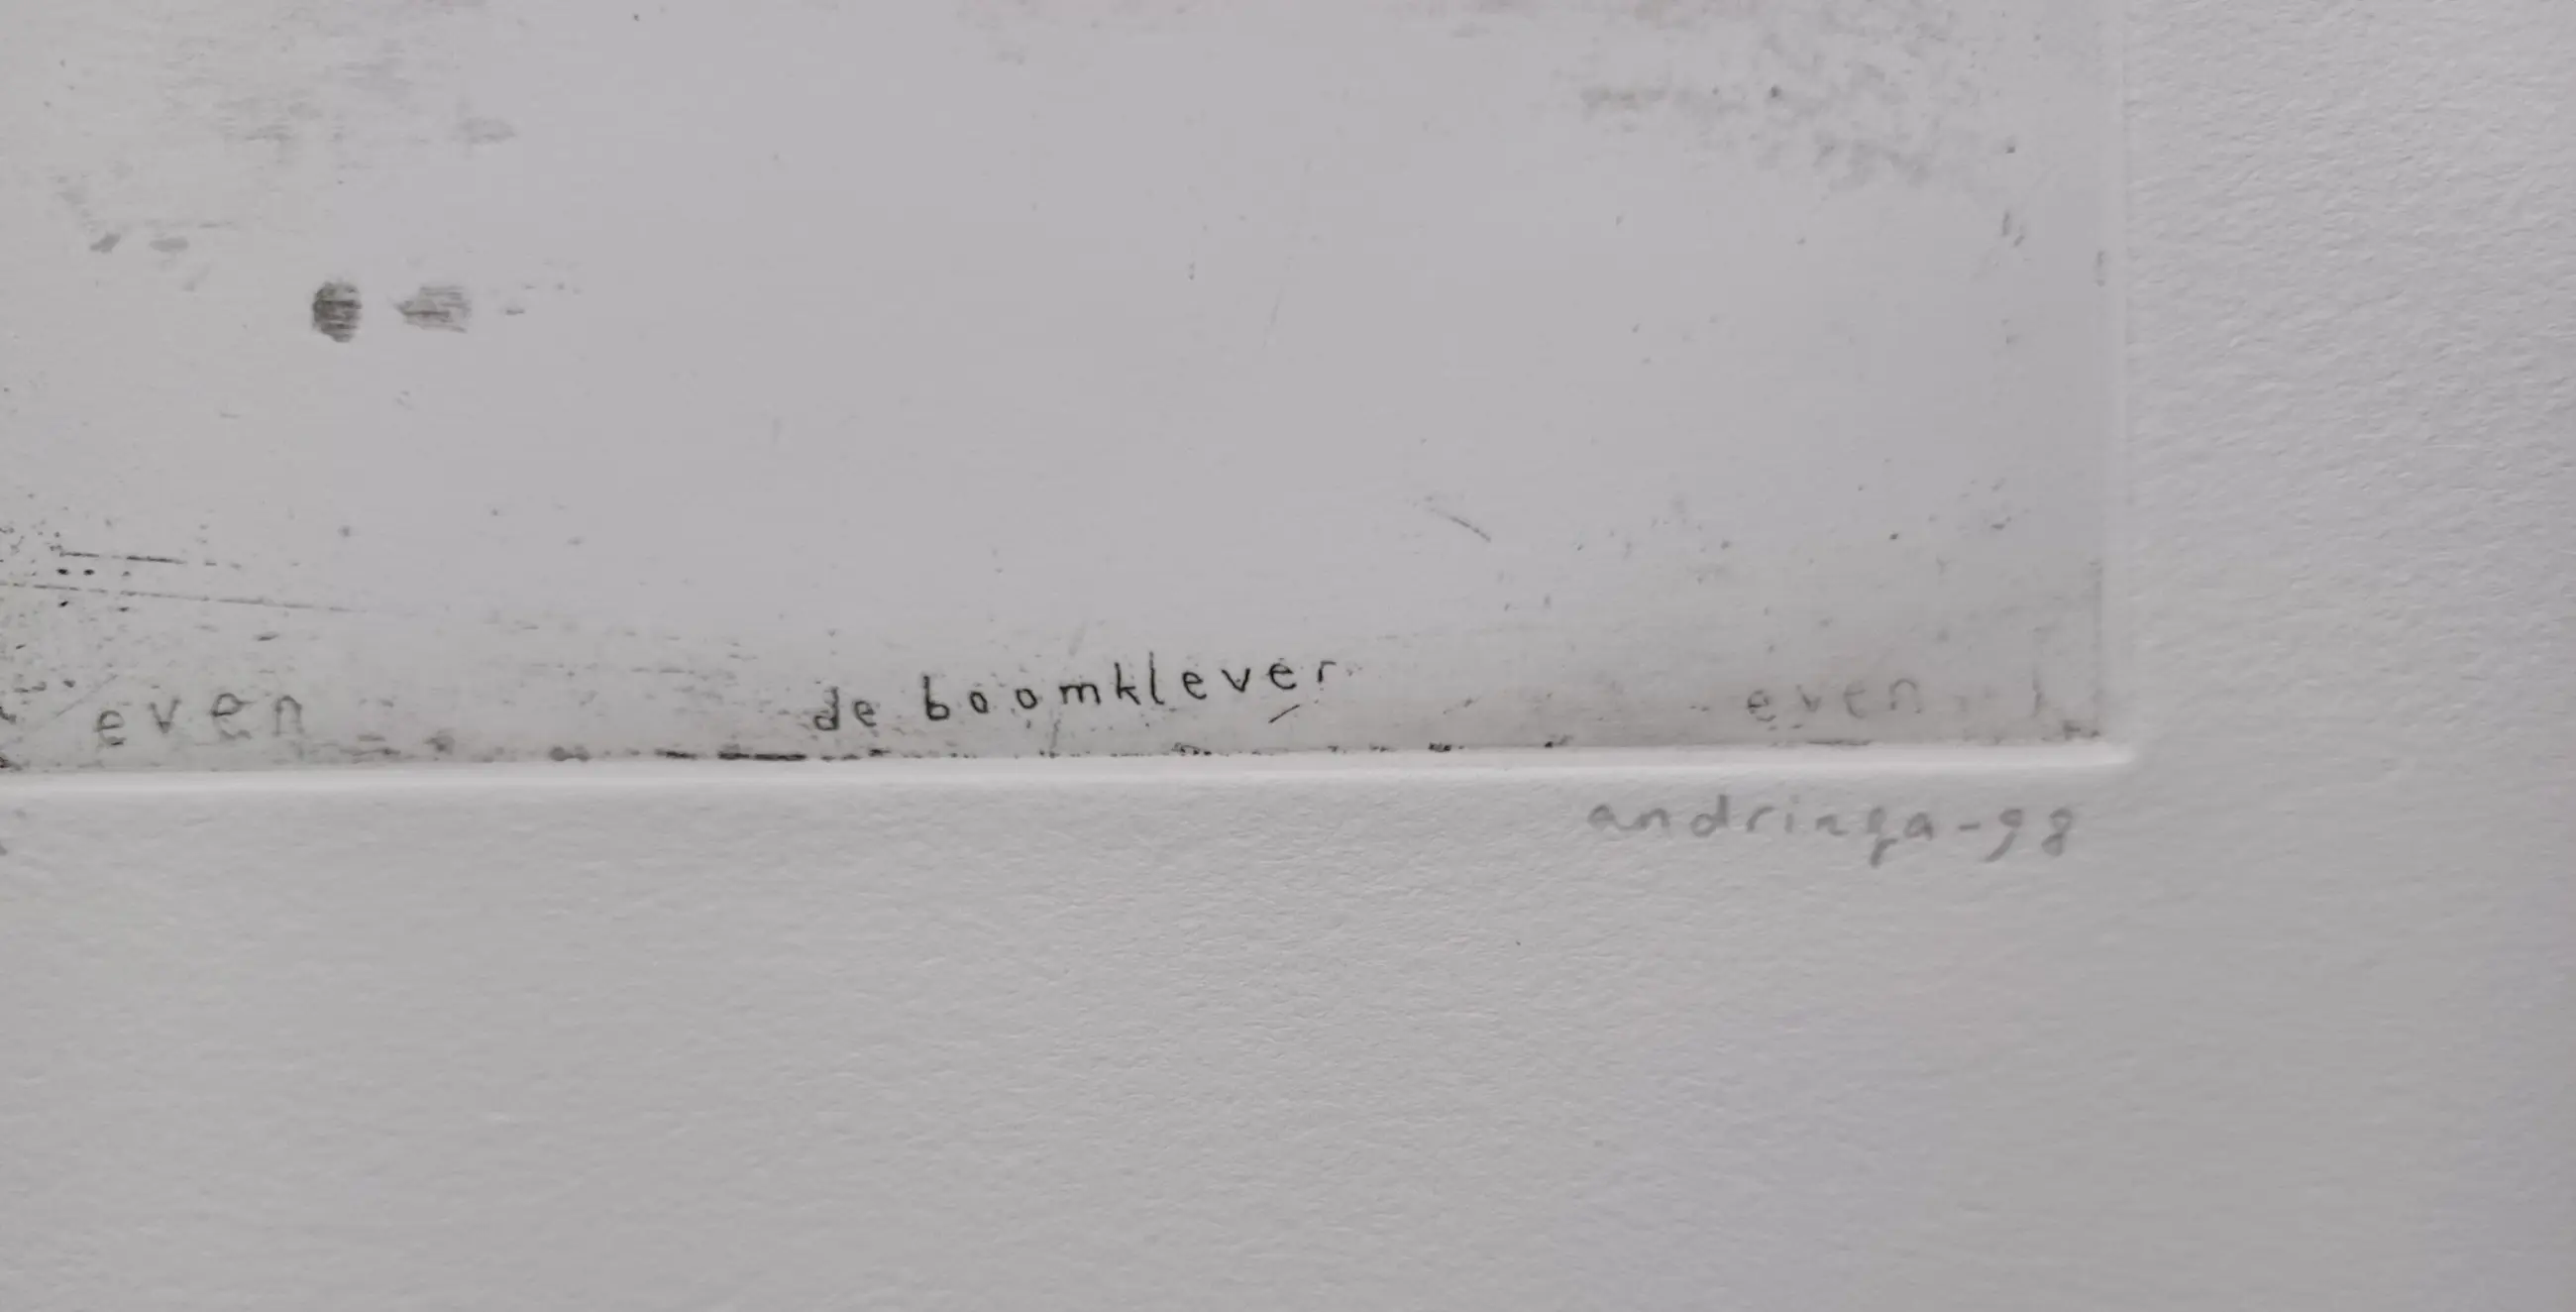 even de boomklever even
andringa-98